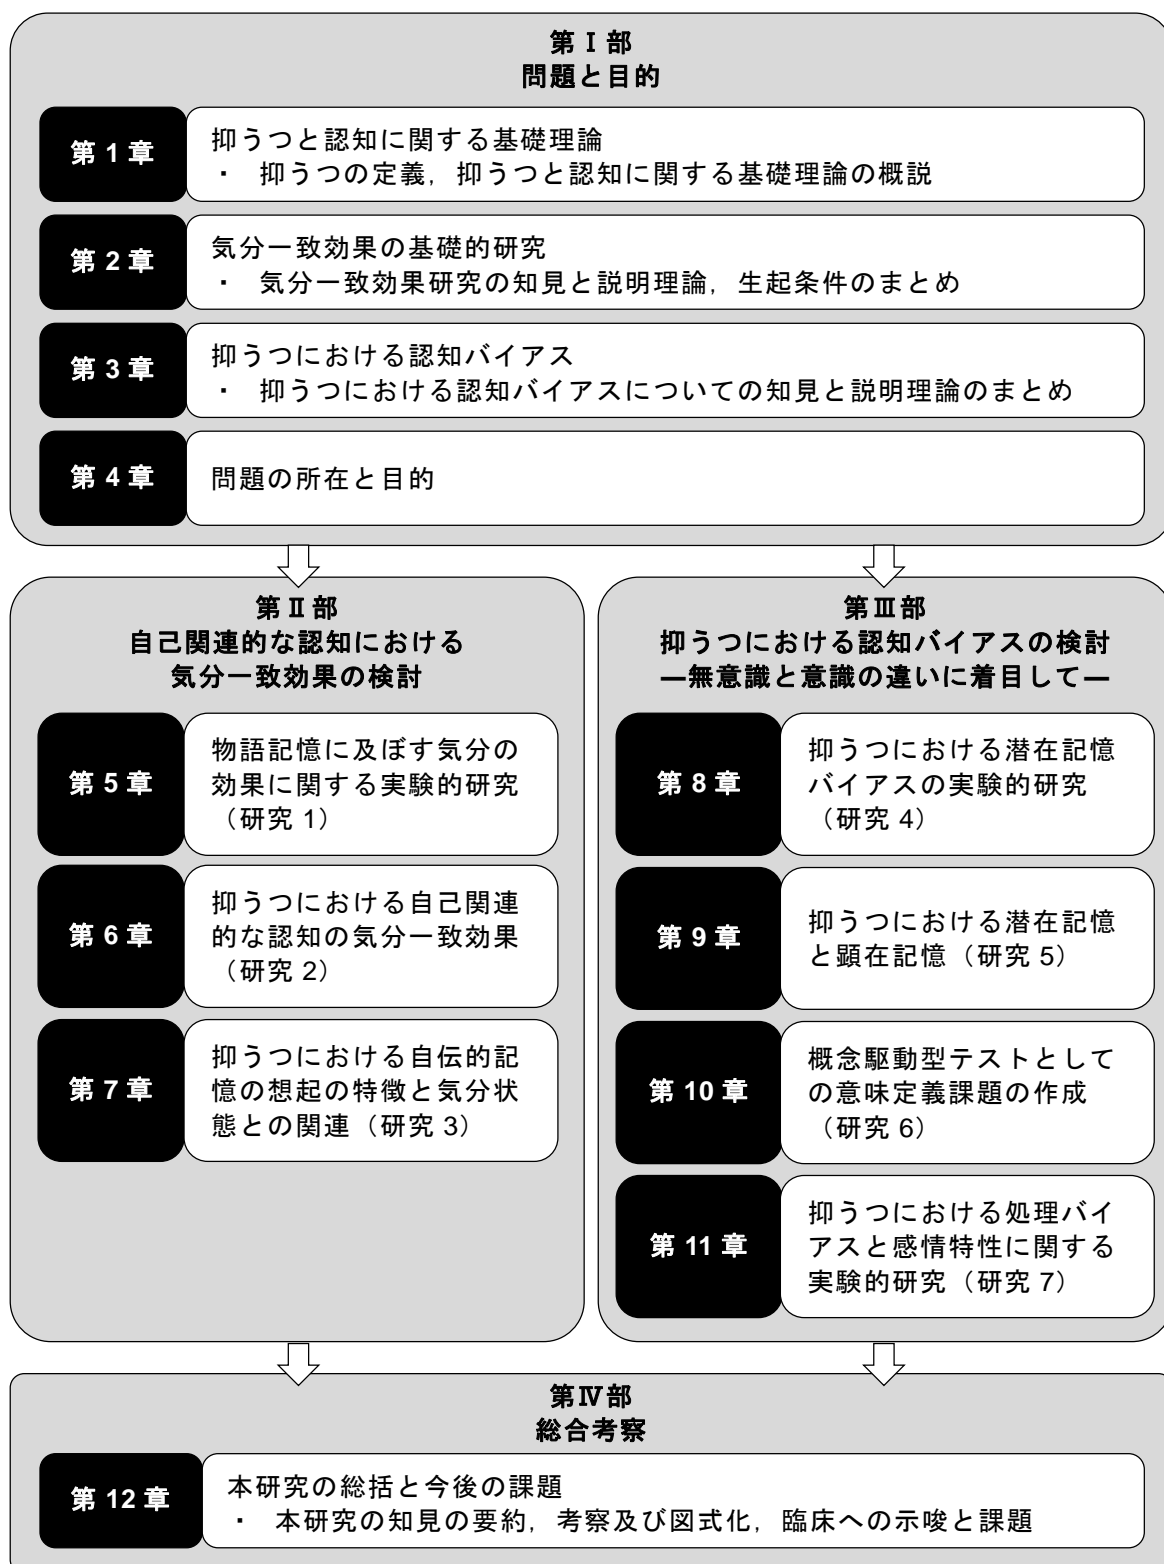 第Ⅰ部
問題と目的
第1章
抑うつと認知に関する基礎理論
・ 抑うつの定義，抑うつと認知に関する基礎理論の概説
第2章
気分一致効果の基礎的研究
・ 気分一致効果研究の知見と説明理論，生起条件のまとめ
第3章
抑うつにおける認知バイアス
・ 抑うつにおける認知バイアスについての知見と説明理論のまとめ
第4章
問題の所在と目的
第Ⅱ部
自己関連的な認知における
気分一致効果の検討
第5章
物語記憶に及ぼす気分の
効果に関する実験的研究
（研究1）
第6章
抑うつにおける自己関連
的な認知の気分一致効果
（研究2）
第7章
抑うつにおける自伝的記
憶の想起の特徴と気分状
態との関連（研究3）
第Ⅲ部
抑うつにおける認知バイアスの検討
―無意識と意識の違いに着目して―
第8章
抑うつにおける潜在記憶
バイアスの実験的研究
（研究4）
第9章
抑うつにおける潜在記憶
と顕在記憶（研究5）
第10章
概念駆動型テストとして
の意味定義課題の作成
（研究6）
第11章
抑うつにおける処理バイ
アスと感情特性に関する
実験的研究（研究7）
第Ⅳ部
総合考察
第12章
本研究の総括と今後の課題
・ 本研究の知見の要約，考察及び図式化，臨床への示唆と課題